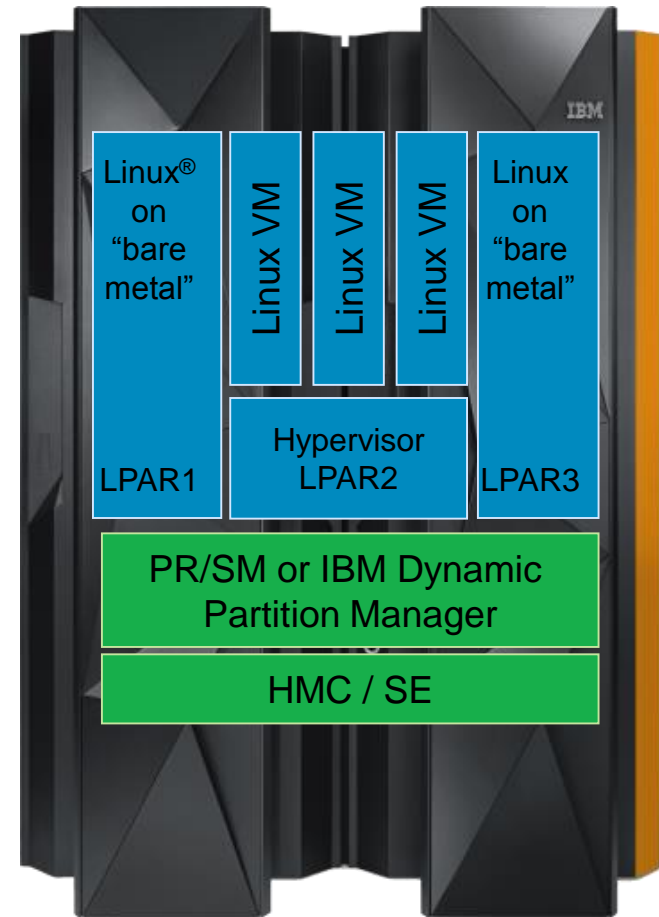 IBM
Linux®
on
“bare
metal”
LPAR1
Linux VM
Linux VM
Linux VM
Hypervisor
LPAR2
Linux
on
“bare
metal”
LPAR3
PR/SM or IBM Dynamic
Partition Manager
HMC / SE